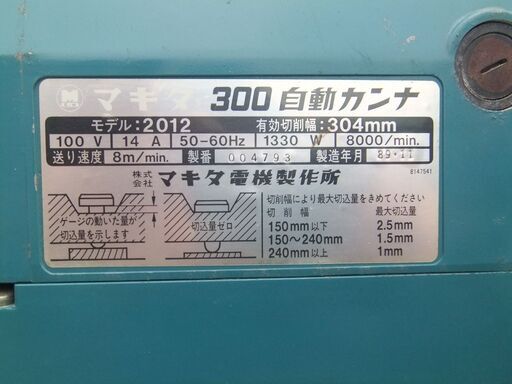 マキタ 300 自動カンナ
モデル:2012 有効切削幅:304mm
100 V 14 A 50-60Hz 1330 W 8000/min.
送り速度 8m/min. 製番 004793 製造年月 89・11
株式会社 マキタ電機製作所
8147541
ゲージの動いた量が
切込量を示します
切込量ゼロ
切削幅により最大切込量をきめてください
切削幅 最大切込量
150mm以下 2.5mm
150〜240mm 1.5mm
240mm以上 1mm